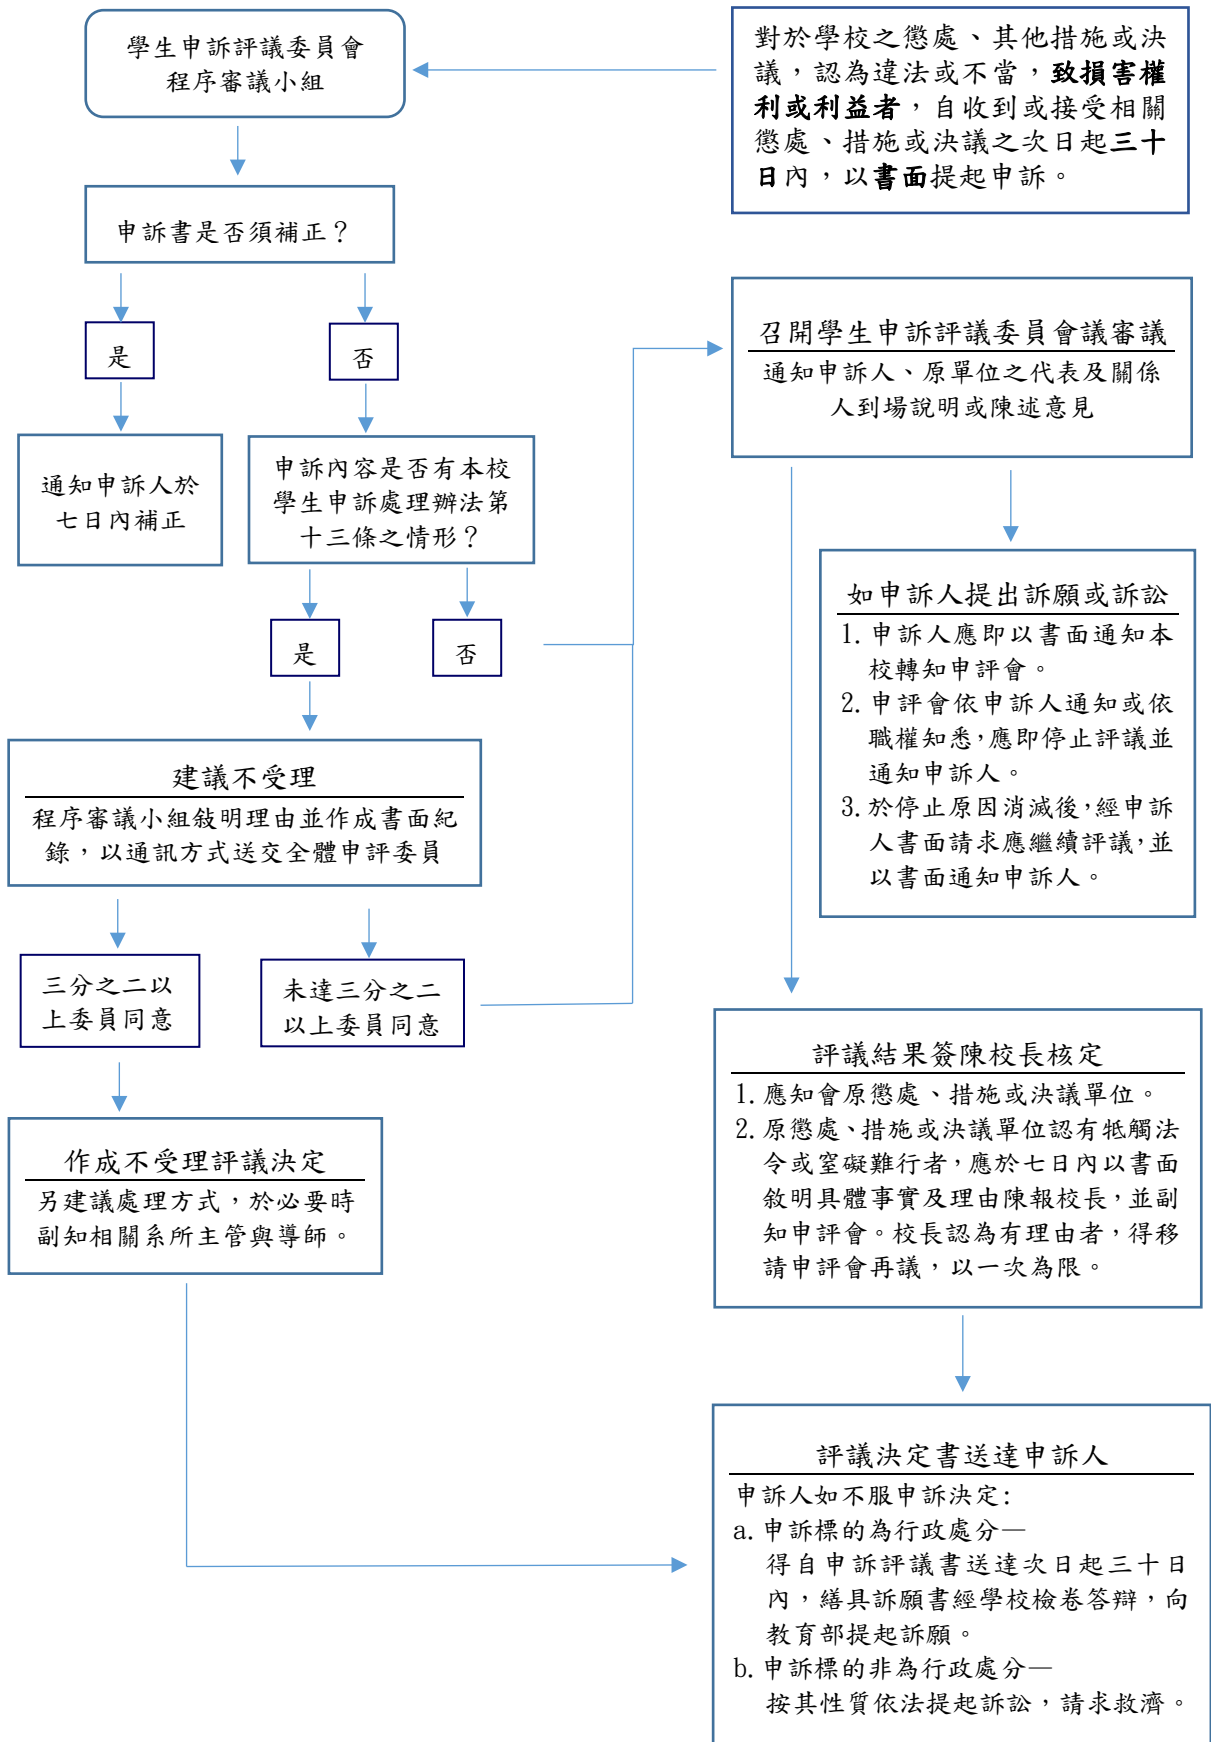 對於學校之懲處、其他措施或決
議，認為違法或不當，致損害權
利或利益者，自收到或接受相關
懲處、措施或決議之次日起三十
日內，以書面提起申訴。
學生申訴評議委員會
程序審議小組
申訴書是否須補正？
是
否
通知申訴人於
七日內補正
申訴內容是否有本校
學生申訴處理辦法第
十三條之情形？
是
否
建議不受理
程序審議小組敍明理由並作成書面紀
錄，以通訊方式送交全體申評委員
三分之二以
上委員同意
未達三分之二
以上委員同意
作成不受理評議決定
另建議處理方式，於必要時
副知相關系所主管與導師。
召開學生申訴評議委員會議審議
通知申訴人、原單位之代表及關係
人到場說明或陳述意見
如申訴人提出訴願或訴訟
1. 申訴人應即以書面通知本
校轉知申評會。
2. 申評會依申訴人通知或依
職權知悉，應即停止評議並
通知申訴人。
3. 於停止原因消滅後，經申訴
人書面請求應繼續評議，並
以書面通知申訴人。
評議結果簽陳校長核定
1. 應知會原懲處、措施或決議單位。
2. 原懲處、措施或決議單位認有牴觸法
令或窒礙難行者，應於七日內以書面
敘明具體事實及理由陳報校長，並副
知申評會。校長認為有理由者，得移
請申評會再議，以一次為限。
評議決定書送達申訴人
申訴人如不服申訴決定：
a. 申訴標的為行政處分—
得自申訴評議書送達次日起三十日
內，繕具訴願書經學校檢卷答辯，向
教育部提起訴願。
b. 申訴標的非為行政處分—
按其性質依法提起訴訟，請求救濟。